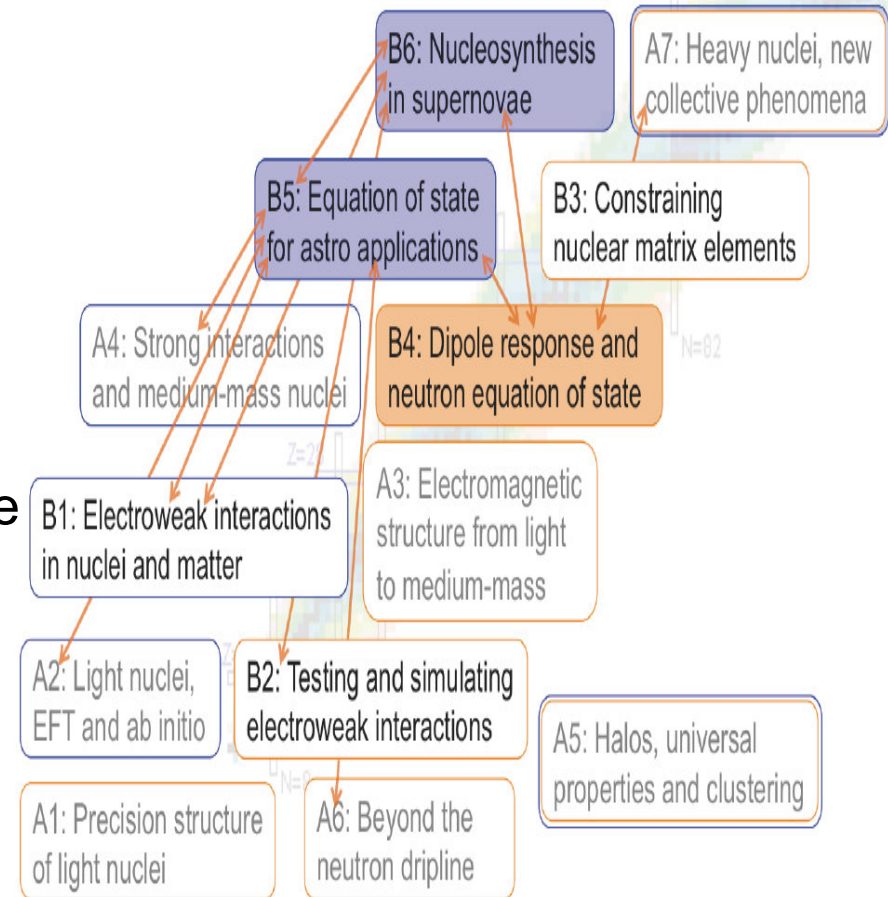 B6: Nucleosynthesis
in supernovae
A7: Heavy nuclei, new
collective phenomena
B5: Equation of state
for astro applications
B3: Constraining
nuclear matrix elements
A4: Strong interactions
and medium-mass nuclei
B4: Dipole response and
neutron equation of state
N=82
e
B1: Electroweak interactions
in nuclei and matter
A3: Electromagnetic
structure from light
to medium-mass
A2: Light nuclei,
EFT and ab initio
B2: Testing and simulating
electroweak interactions
A5: Halos, universal
properties and clustering
A1: Precision structure
of light nuclei
A6: Beyond the
neutron dripline